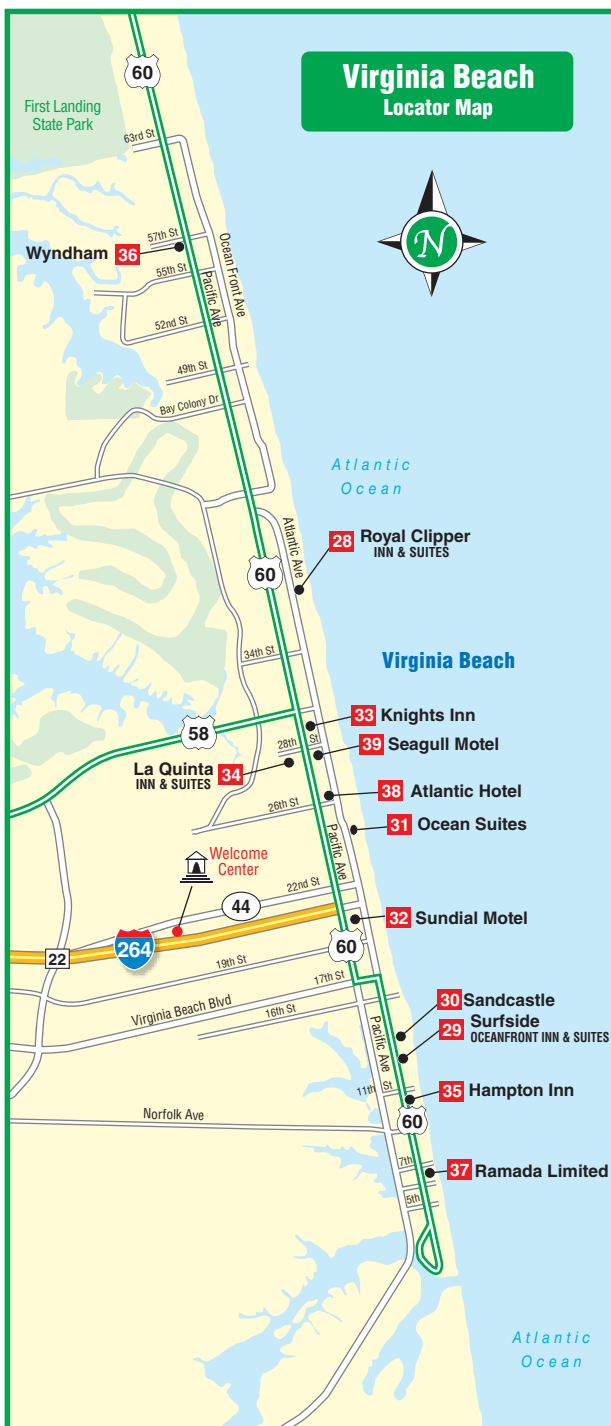 Virginia Beach
Locator Map
60
First Landing
State Park
63rd St
N
57th St
Wyndham 36
Ocean Front Ave
55th St
Pacific Ave
52nd St
49th St
Bay Colony Dr
Atlantic
Ocean
Atlantic Ave
28 Royal Clipper
INN & SUITES
60
34th St
Virginia Beach
33 Knights Inn
58
28th St
39 Seagull Motel
La Quinta 34
INN & SUITES
38 Atlantic Hotel
26th St
31 Ocean Suites
Pacific Ave
Welcome
Center
22nd St
44
32 Sundial Motel
60
264
22
19th St
17th St
30 Sandcastle
Virginia Beach Blvd
16th St
29 Surfside
OCEANFRONT INN & SUITES
Pacific Ave
11th St
35 Hampton Inn
Norfolk Ave
60
7th
37 Ramada Limited
5th
Atlantic
Ocean